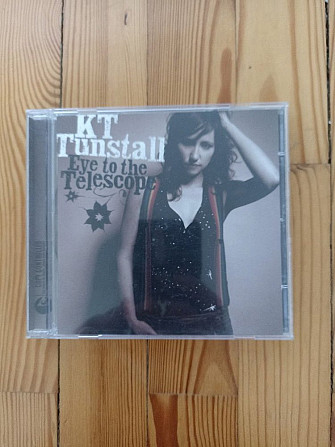 KT
Tunstall
Eye to the
Telescope